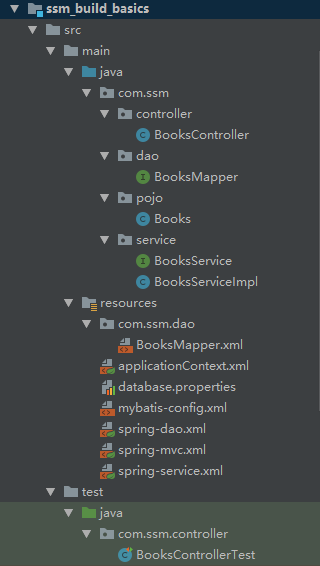 ssm_build_basics
src
main
java
com.ssm
controller
BooksController
dao
BooksMapper
pojo
Books
service
BooksService
BooksServiceImpl
resources
com.ssm.dao
BooksMapper.xml
applicationContext.xml
database.properties
mybatis-config.xml
spring-dao.xml
spring-mvc.xml
spring-service.xml
test
java
com.ssm.controller
BooksControllerTest